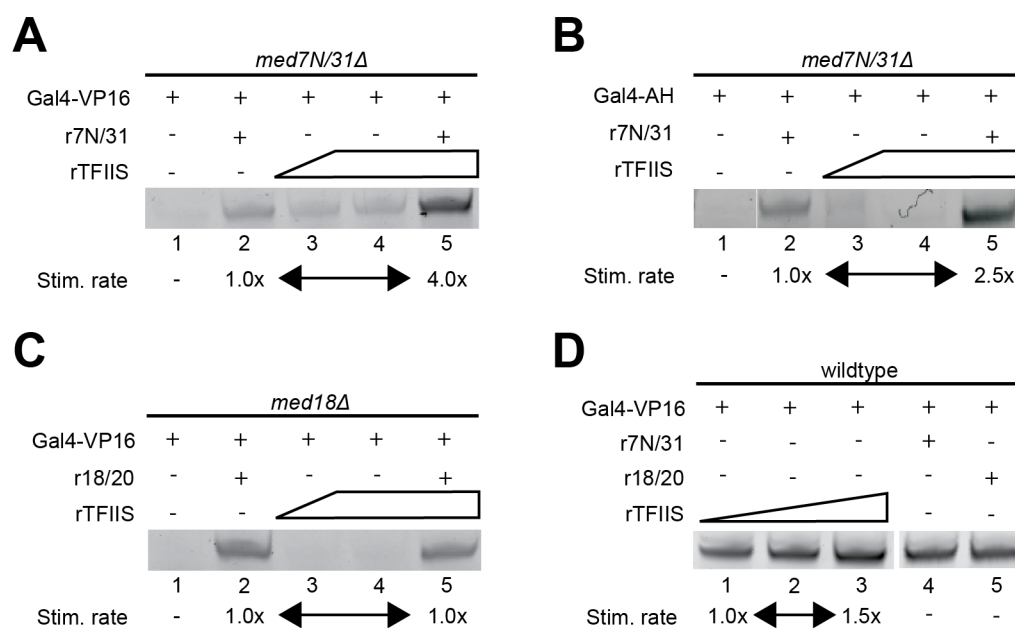 A
med7N/31Δ
Gal4-VP16 + + + + +
r7N/31 - + - - +
rTFIIS - -
1 2 3 4 5
Stim. rate - 1.0x 4.0x
B
med7N/31Δ
Gal4-AH + + + + +
r7N/31 - + - - +
rTFIIS - -
1 2 3 4 5
Stim. rate - 1.0x 2.5x
C
med18Δ
Gal4-VP16 + + + + +
r18/20 - + - - +
rTFIIS - -
1 2 3 4 5
Stim. rate - 1.0x 1.0x
D
wildtype
Gal4-VP16 + + + + +
r7N/31 - - - + -
r18/20 - - - - +
rTFIIS - -
1 2 3 4 5
Stim. rate 1.0x 1.5x - -